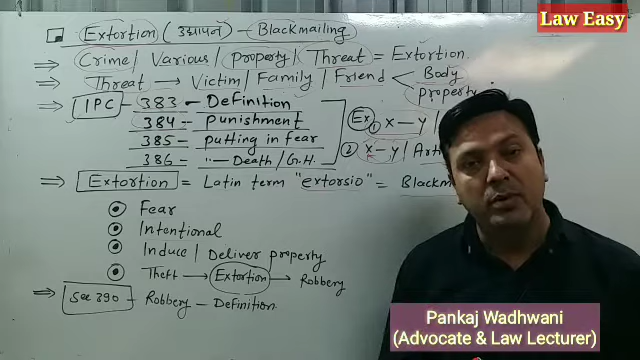 Law Easy
Extortion (उद्यापन) – Blackmailing
⇒ Crime / Various / property / Threat = Extortion.
⇒ Threat → Victim / Family / Friend < Body property
⇒ IPC – 383 – Definition
384 – punishment
385 – putting in fear
386 – "– Death/G.H.
Ex ① x – y /
② x – y /
⇒ Extortion = Latin term "extorsio" =
Fear
Intentional
Induce / Deliver property
Theft → Extortion → Robbery
⇒ Sec 390 – Robbery – Definition.
Pankaj Wadhwani
(Advocate & Law Lecturer)